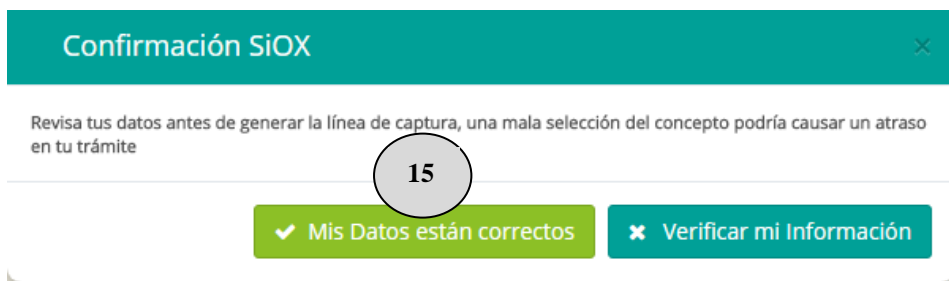 Confirmación SiOX
×
Revisa tus datos antes de generar la línea de captura, una mala selección del concepto podría causar un atraso
en tu trámite
15
✔ Mis Datos están correctos
✖ Verificar mi Información